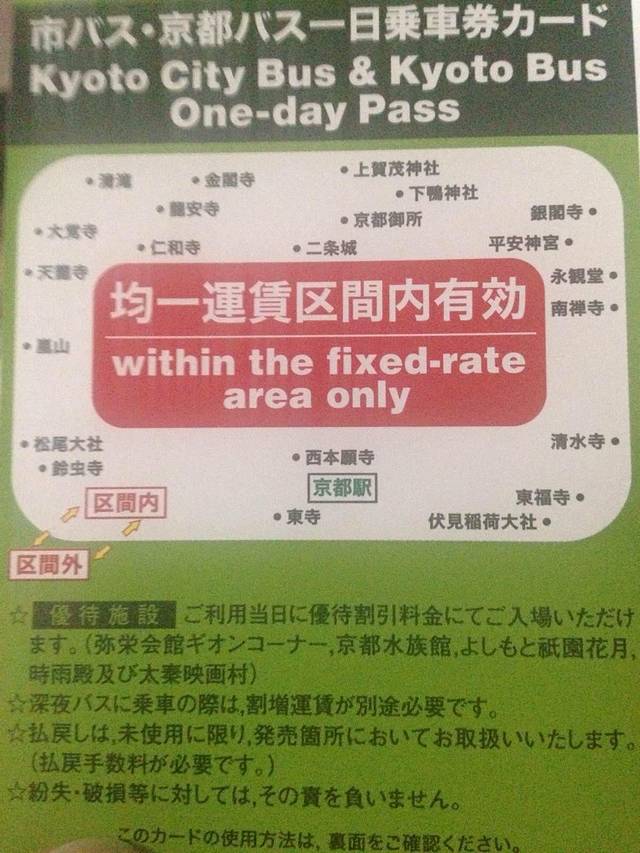 市バス・京都バス一日乗車券カード
Kyoto City Bus & Kyoto Bus
One-day Pass
・清滝
・金閣寺
・上賀茂神社
・下鴨神社
・龍安寺
・京都御所
銀閣寺・
・大覚寺
・仁和寺
・二条城
平安神宮・
・天龍寺
永観堂・
均一運賃区間内有効
南禅寺・
・嵐山
within the fixed-rate
area only
・松尾大社
清水寺・
・鈴虫寺
・西本願寺
区間内
京都駅
東福寺・
・東寺
伏見稲荷大社・
区間外
☆ 優待施設 ご利用当日に優待割引料金にてご入場いただけ
ます。(弥栄会館ギオンコーナー,京都水族館,よしもと祇園花月,
時雨殿及び太秦映画村)
☆深夜バスに乗車の際は,割増運賃が別途必要です。
☆払戻しは,未使用に限り,発売箇所においてお取扱いいたします。
(払戻手数料が必要です。)
☆紛失・破損等に対しては,その責を負いません。
このカードの使用方法は,裏面をご確認ください。